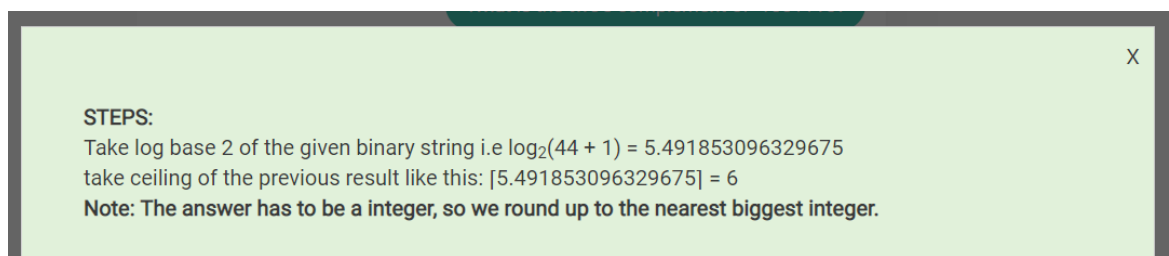 X
STEPS:
Take log base 2 of the given binary string i.e log₂(44 + 1) = 5.491853096329675
take ceiling of the previous result like this: ⌈5.491853096329675⌉ = 6
Note: The answer has to be a integer, so we round up to the nearest biggest integer.